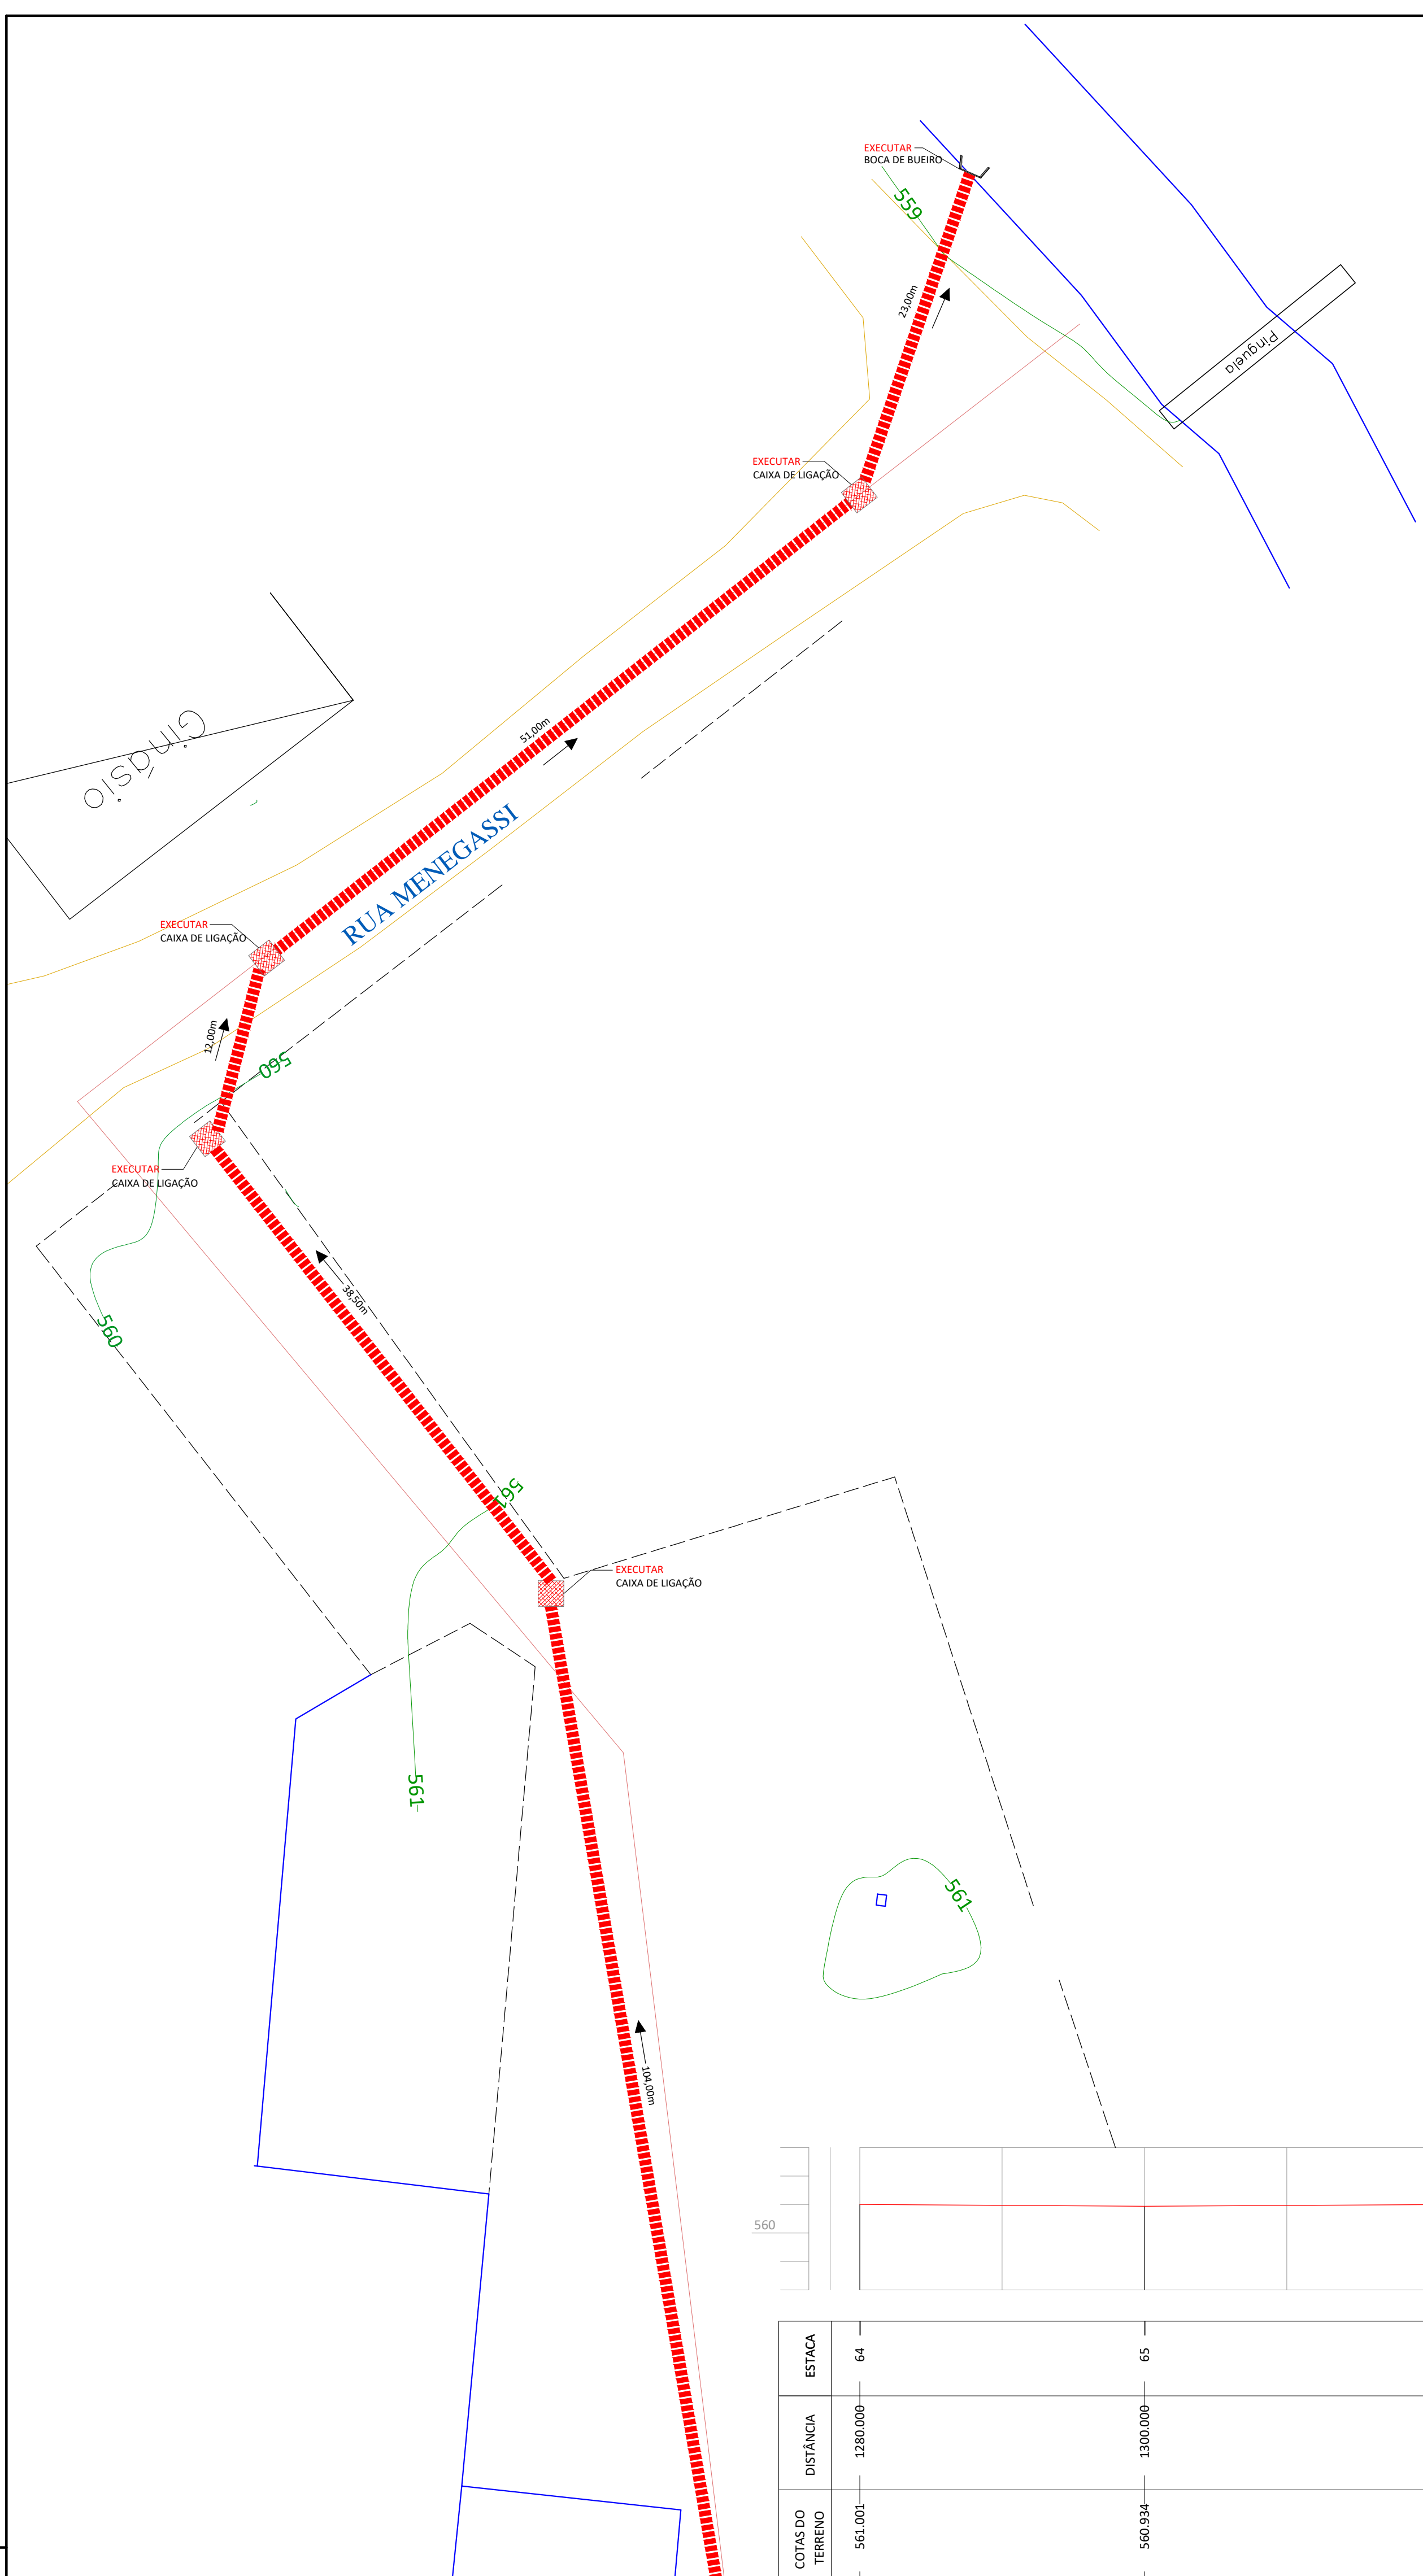 EXECUTAR
BOCA DE BUEIRO
559
23,00m
Pinguela
EXECUTAR
CAIXA DE LIGAÇÃO
51,00m
Ginásio
RUA MENEGASSI
EXECUTAR
CAIXA DE LIGAÇÃO
12,00m
560
EXECUTAR
CAIXA DE LIGAÇÃO
38,50m
560
561
EXECUTAR
CAIXA DE LIGAÇÃO
561
561
104,00m
560
ESTACA
64
65
DISTÂNCIA
1280.000
1300.000
COTAS DO
TERRENO
561.001
560.934